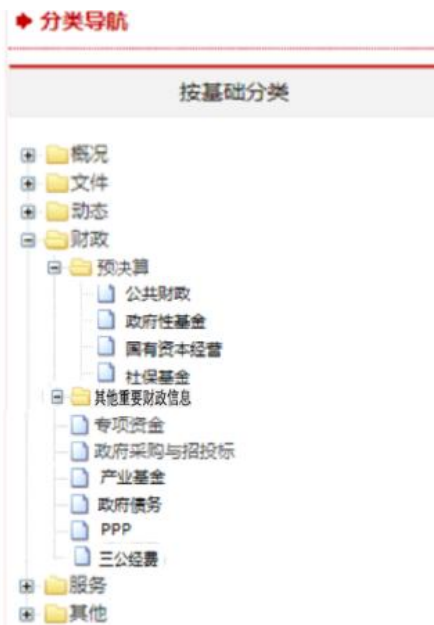 分类导航
按基础分类
概况
文件
动态
财政
预决算
公共财政
政府性基金
国有资本经营
社保基金
其他重要财政信息
专项资金
政府采购与招投标
产业基金
政府债务
PPP
三公经费
服务
其他